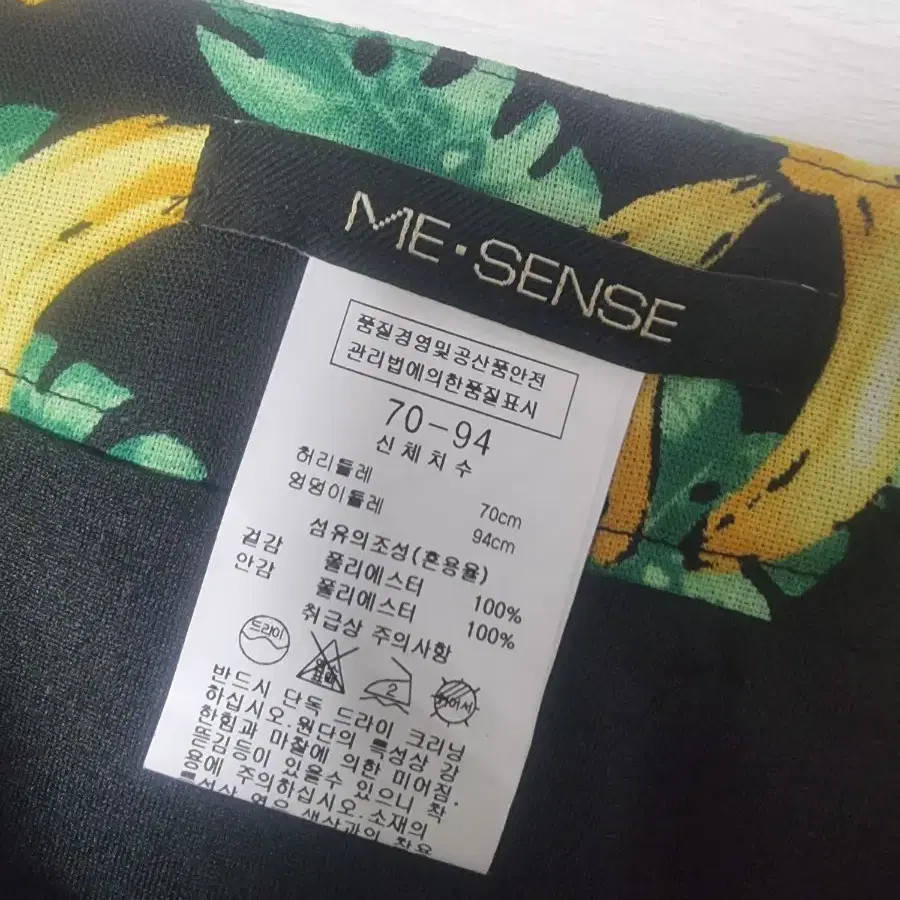 ME·SENSE
품질경영및공산품안전
관리법에의한품질표시
70-94
신체치수
허리둘레 70cm
엉덩이둘레 94cm
섬유의조성(혼용율)
겉감 폴리에스터 100%
안감 폴리에스터 100%
취급상 주의사항
드라이
염소
표백
2
반드시 단독 드라이 크리닝
하십시오.원단의 특성상 강
한힘과 마찰에 의한 미어짐,
뜯김등이 있을수 있으니 착
용에 주의하십시오.소재의